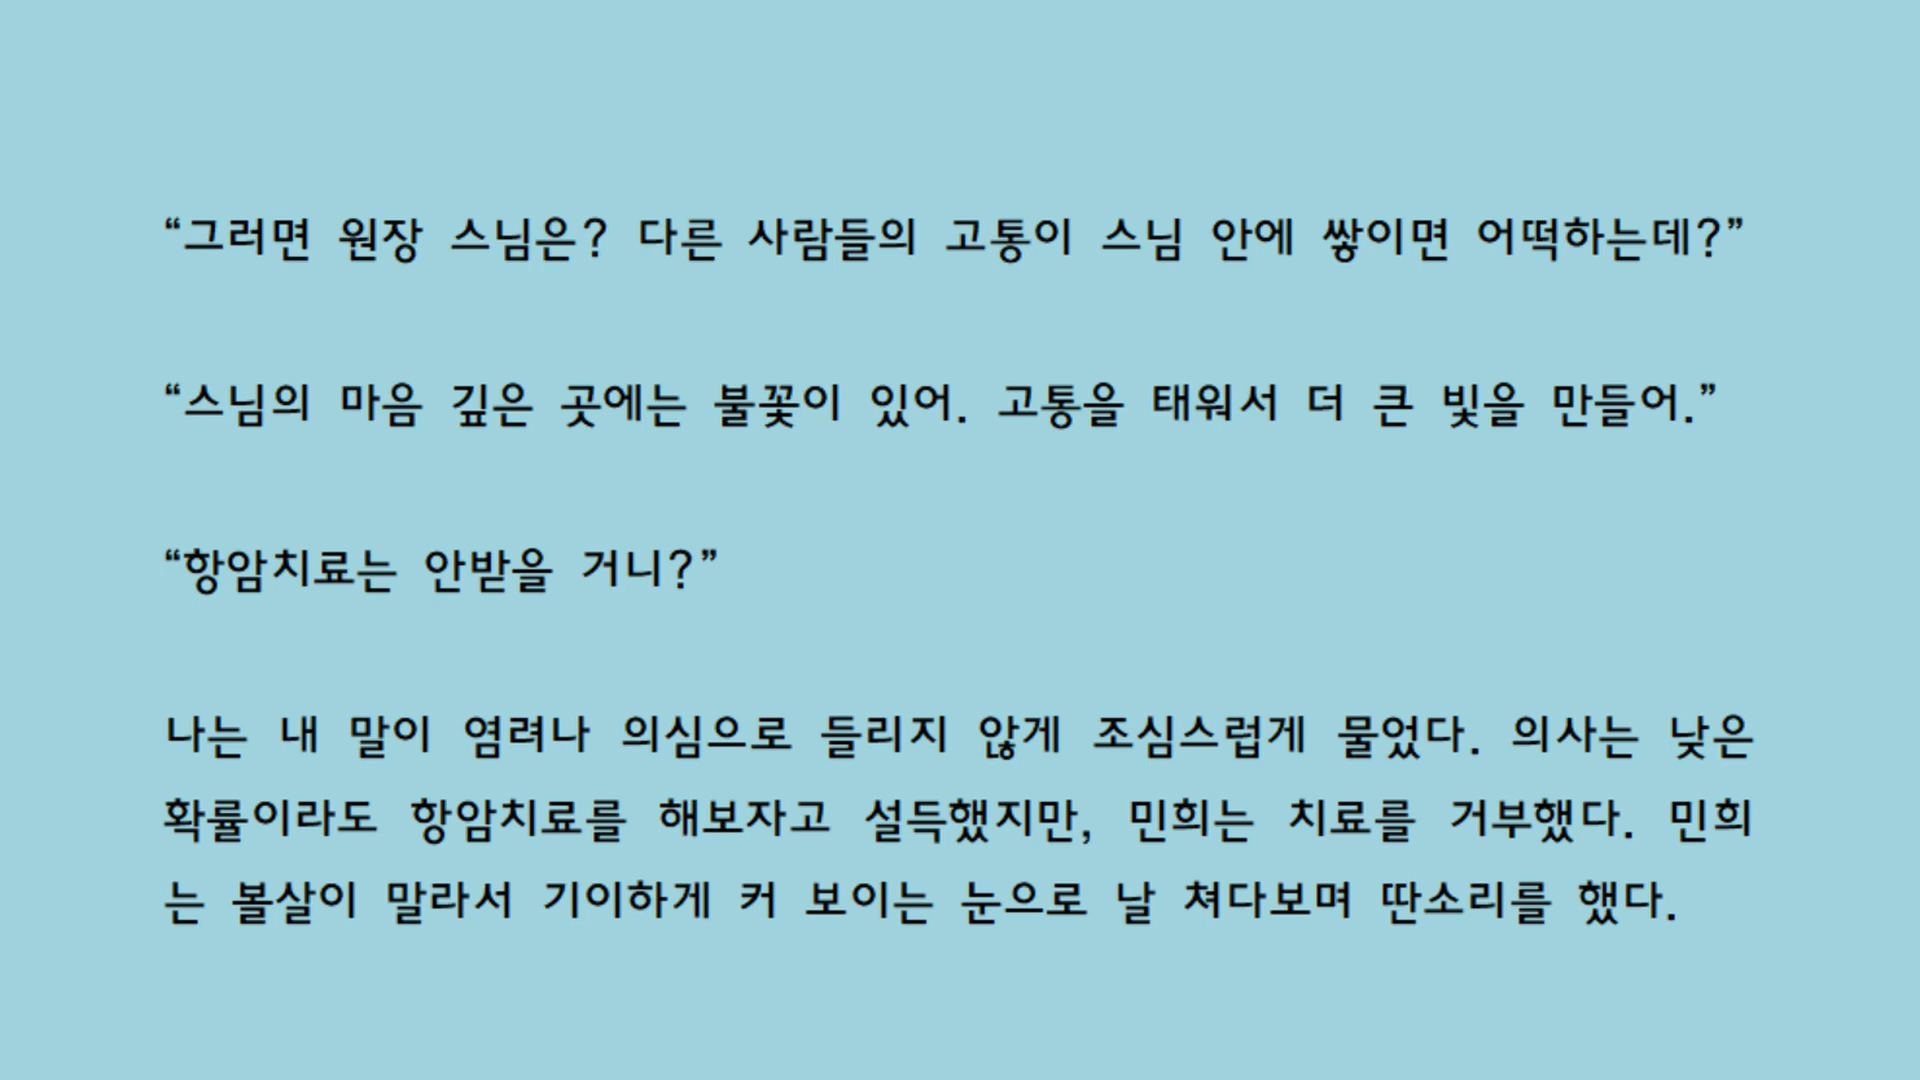 “그러면 원장 스님은? 다른 사람들의 고통이 스님 안에 쌓이면 어떡하는데?”
“스님의 마음 깊은 곳에는 불꽃이 있어. 고통을 태워서 더 큰 빛을 만들어.”
“항암치료는 안받을 거니?”
나는 내 말이 염려나 의심으로 들리지 않게 조심스럽게 물었다. 의사는 낮은
확률이라도 항암치료를 해보자고 설득했지만, 민희는 치료를 거부했다. 민희
는 볼살이 말라서 기이하게 커 보이는 눈으로 날 쳐다보며 딴소리를 했다.